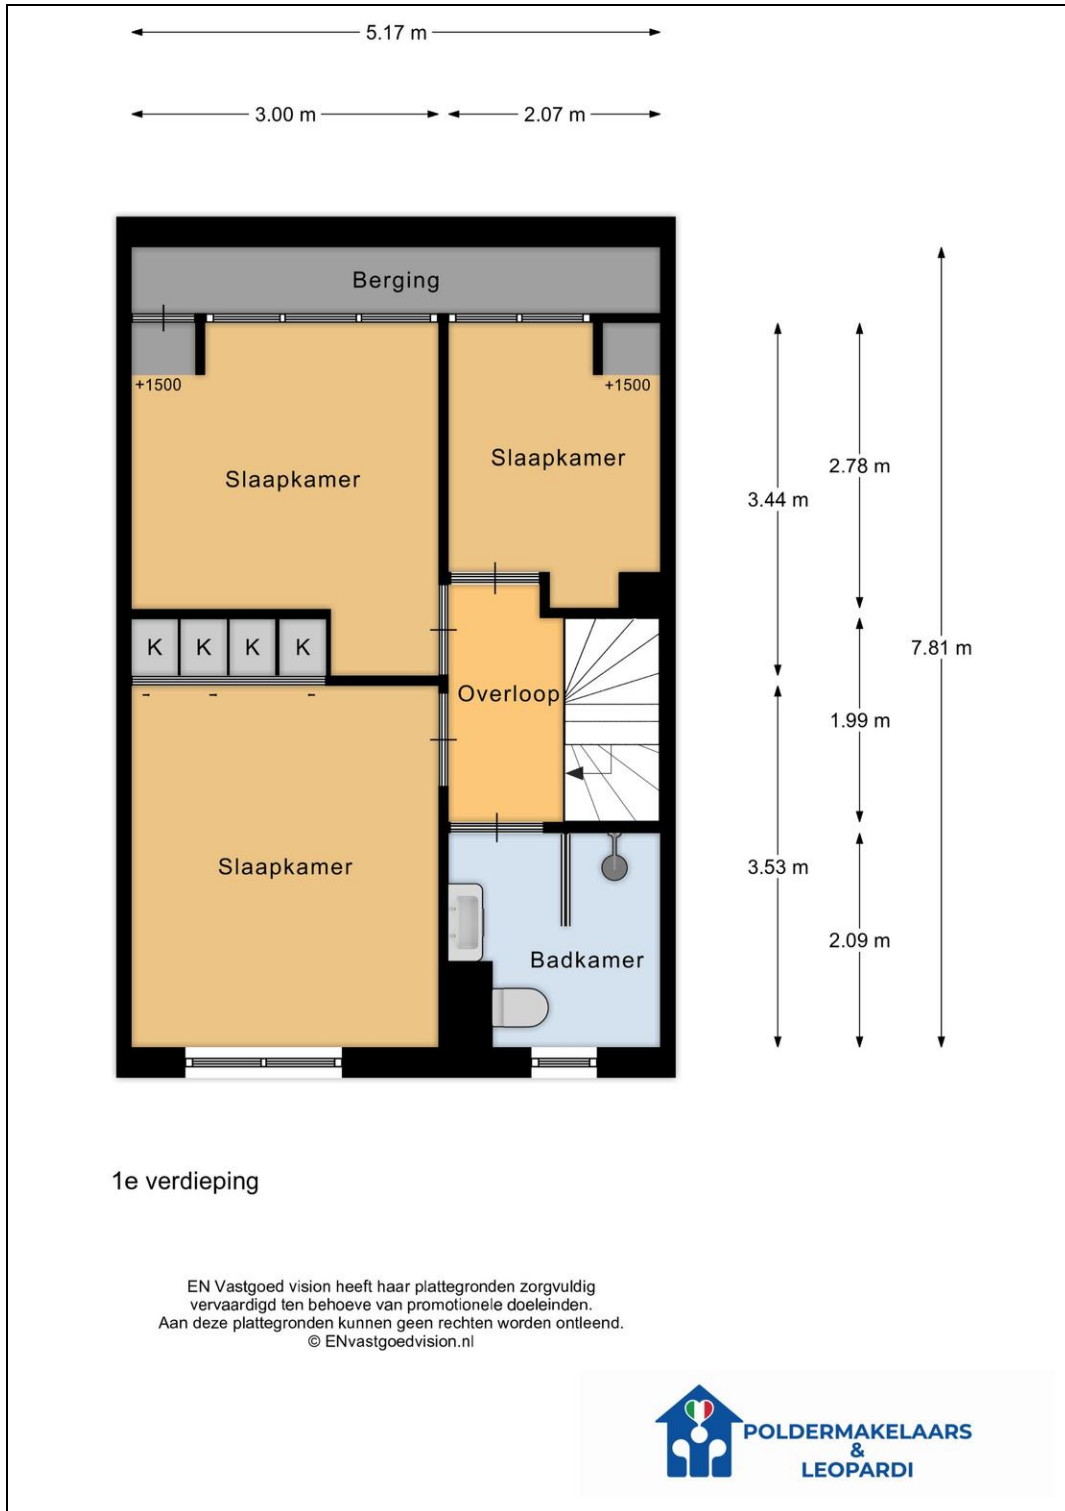 5.17 m
3.00 m
2.07 m
Berging
+1500
+1500
Slaapkamer
Slaapkamer
2.78 m
3.44 m
K K K K
7.81 m
Overloop
1.99 m
Slaapkamer
3.53 m
2.09 m
Badkamer
1e verdieping
EN Vastgoed vision heeft haar plattegronden zorgvuldig
vervaardigd ten behoeve van promotionele doeleinden.
Aan deze plattegronden kunnen geen rechten worden ontleend.
© ENvastgoedvision.nl
POLDERMAKELAARS
&
LEOPARDI